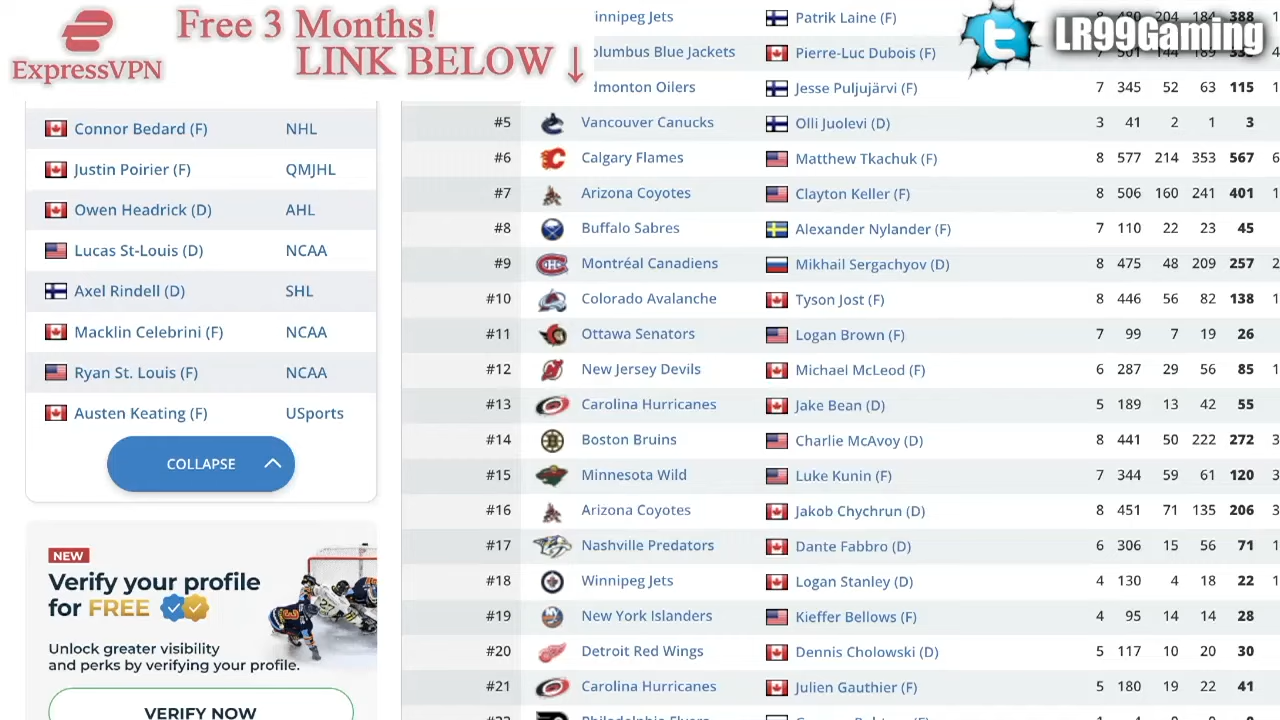 Free 3 Months!
LINK BELOW ↓
ExpressVPN
LR99Gaming
Connor Bedard (F) NHL
Justin Poirier (F) QMJHL
Owen Headrick (D) AHL
Lucas St-Louis (D) NCAA
Axel Rindell (D) SHL
Macklin Celebrini (F) NCAA
Ryan St. Louis (F) NCAA
Austen Keating (F) USports
COLLAPSE
NEW
Verify your profile
for FREE
Unlock greater visibility
and perks by verifying your profile.
VERIFY NOW
innipeg Jets Patrik Laine (F) 8 480 204 184 388
olumbus Blue Jackets Pierre-Luc Dubois (F) 7 501 144 189
dmonton Oilers Jesse Puljujärvi (F) 7 345 52 63 115 1
#5 Vancouver Canucks Olli Juolevi (D) 3 41 2 1 3
#6 Calgary Flames Matthew Tkachuk (F) 8 577 214 353 567 6
#7 Arizona Coyotes Clayton Keller (F) 8 506 160 241 401 1
#8 Buffalo Sabres Alexander Nylander (F) 7 110 22 23 45
#9 Montréal Canadiens Mikhail Sergachyov (D) 8 475 48 209 257 2
#10 Colorado Avalanche Tyson Jost (F) 8 446 56 82 138 1
#11 Ottawa Senators Logan Brown (F) 7 99 7 19 26
#12 New Jersey Devils Michael McLeod (F) 6 287 29 56 85 1
#13 Carolina Hurricanes Jake Bean (D) 5 189 13 42 55
#14 Boston Bruins Charlie McAvoy (D) 8 441 50 222 272 3
#15 Minnesota Wild Luke Kunin (F) 7 344 59 61 120 3
#16 Arizona Coyotes Jakob Chychrun (D) 8 451 71 135 206 3
#17 Nashville Predators Dante Fabbro (D) 6 306 15 56 71 1
#18 Winnipeg Jets Logan Stanley (D) 4 130 4 18 22 1
#19 New York Islanders Kieffer Bellows (F) 4 95 14 14 28
#20 Detroit Red Wings Dennis Cholowski (D) 5 117 10 20 30
#21 Carolina Hurricanes Julien Gauthier (F) 5 180 19 22 41